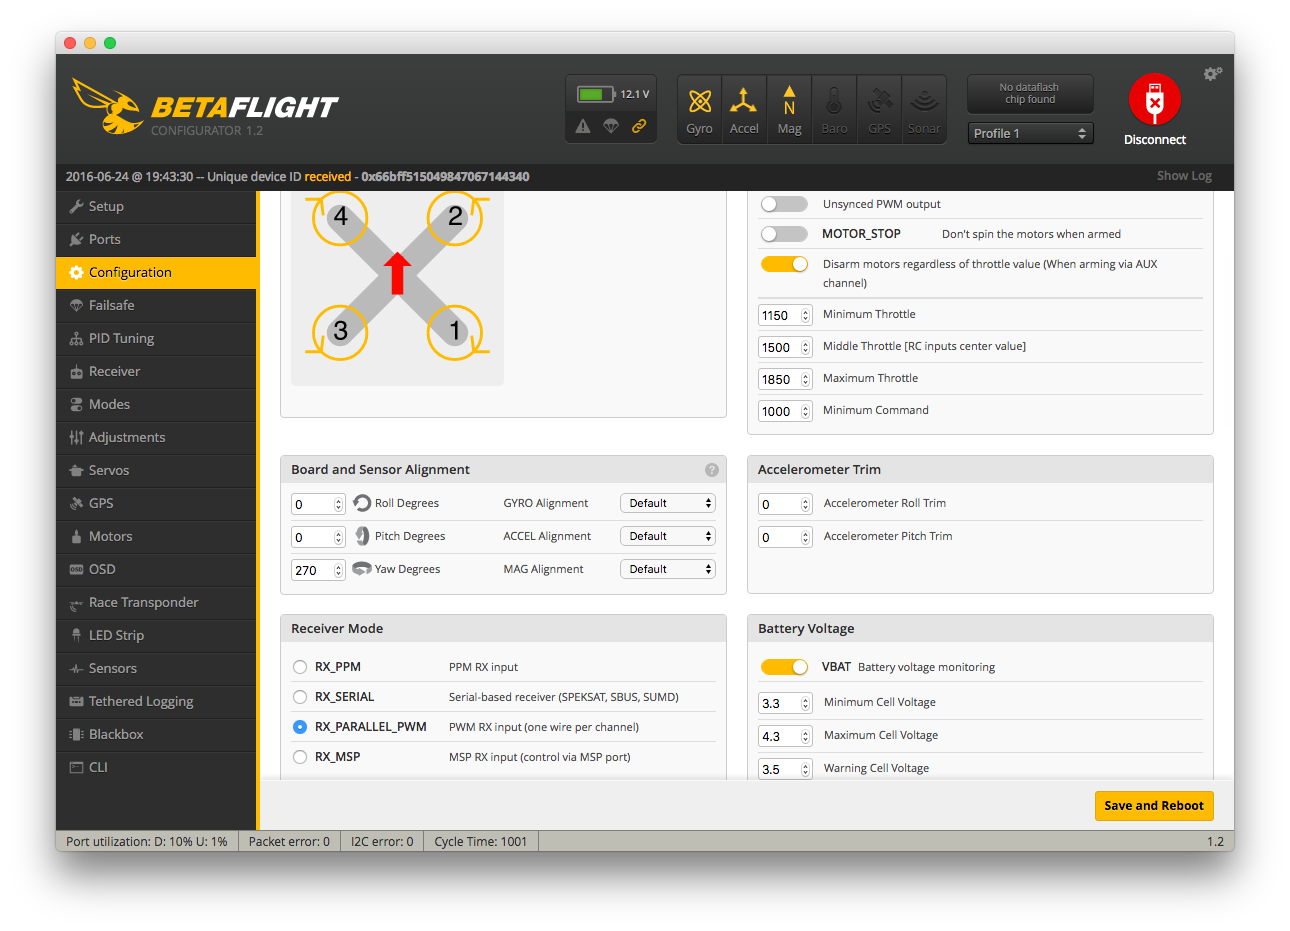 BETAFLIGHT
CONFIGURATOR 1.2
12.1 V
Gyro
Accel
N
Mag
Baro
GPS
Sonar
No dataflash
chip found
Profile 1
Disconnect
2016-06-24 @ 19:43:30 -- Unique device ID received - 0x66bff515049847067144340
Show Log
Setup
Ports
Configuration
Failsafe
PID Tuning
Receiver
Modes
Adjustments
Servos
GPS
Motors
OSD OSD
Race Transponder
LED Strip
Sensors
Tethered Logging
Blackbox
CLI
4 2
3 1
Unsynced PWM output
MOTOR_STOP Don't spin the motors when armed
Disarm motors regardless of throttle value (When arming via AUX
channel)
1150 Minimum Throttle
1500 Middle Throttle [RC inputs center value]
1850 Maximum Throttle
1000 Minimum Command
Board and Sensor Alignment ?
0 Roll Degrees GYRO Alignment Default
0 Pitch Degrees ACCEL Alignment Default
270 Yaw Degrees MAG Alignment Default
Accelerometer Trim
0 Accelerometer Roll Trim
0 Accelerometer Pitch Trim
Receiver Mode
RX_PPM PPM RX input
RX_SERIAL Serial-based receiver (SPEKSAT, SBUS, SUMD)
RX_PARALLEL_PWM PWM RX input (one wire per channel)
RX_MSP MSP RX input (control via MSP port)
Battery Voltage
VBAT Battery voltage monitoring
3.3 Minimum Cell Voltage
4.3 Maximum Cell Voltage
3.5 Warning Cell Voltage
Save and Reboot
Port utilization: D: 10% U: 1% Packet error: 0 I2C error: 0 Cycle Time: 1001 1.2